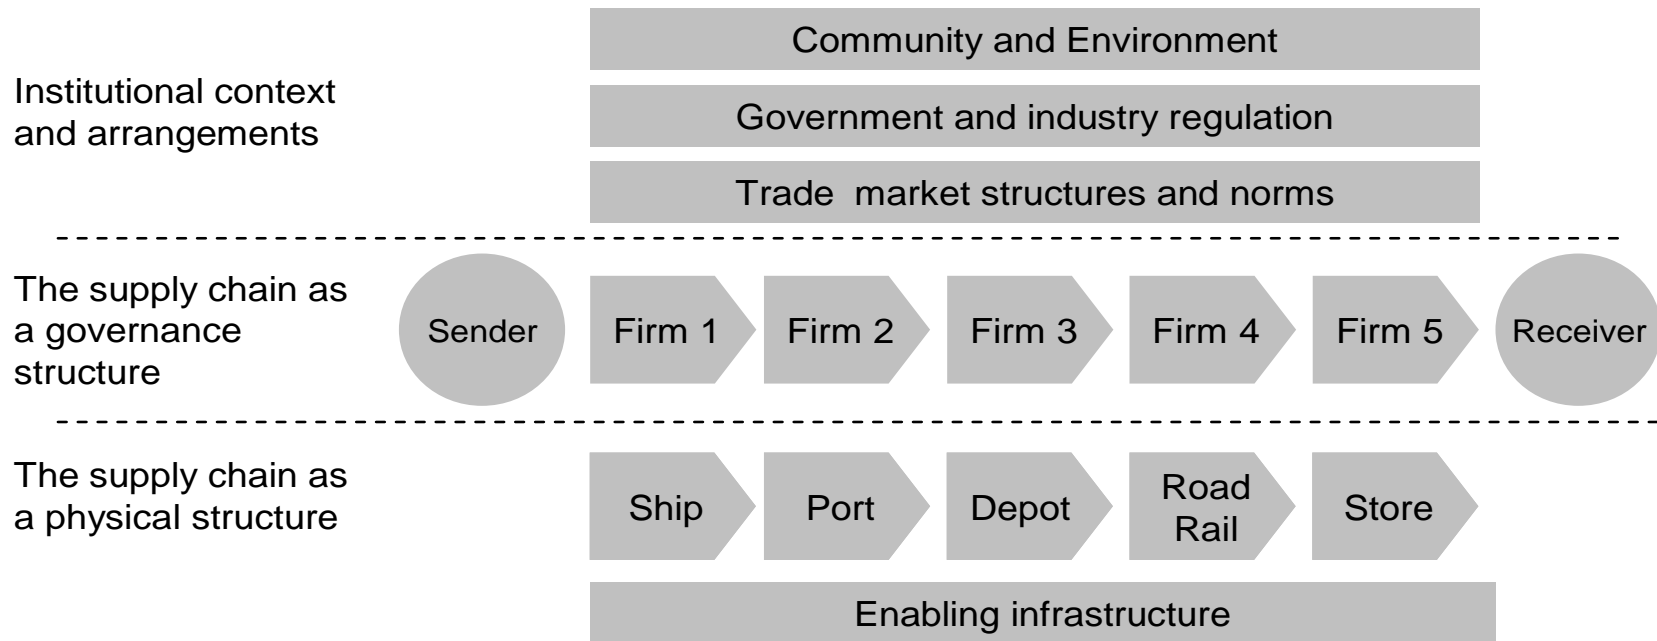 Community and Environment
Institutional context
and arrangements
Government and industry regulation
Trade  market structures and norms
The supply chain as
a governance
structure
Sender
Firm 1
Firm 2
Firm 3
Firm 4
Firm 5
Receiver
The supply chain as
a physical structure
Ship
Port
Depot
Road
Rail
Store
Enabling infrastructure